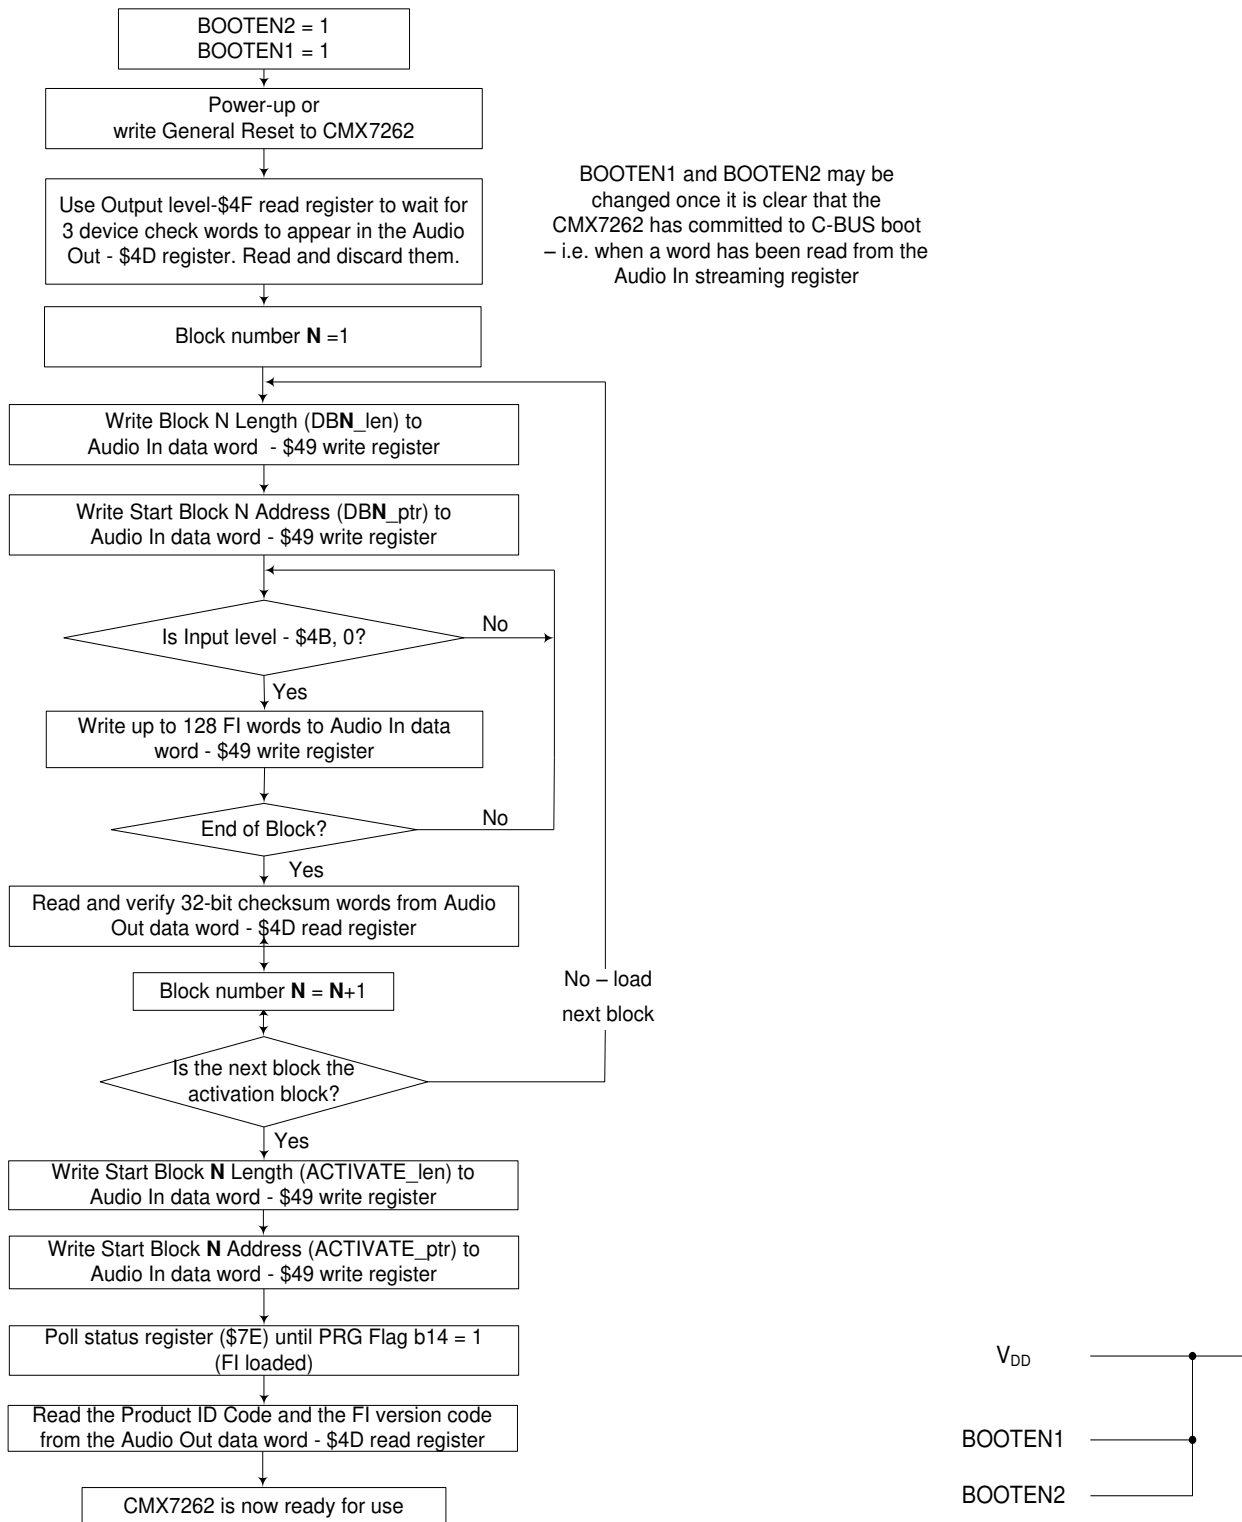 BOOTEN2 = 1
BOOTEN1 = 1
Power-up or
write General Reset to CMX7262
Use Output level-$4F read register to wait for
3 device check words to appear in the Audio
Out - $4D register. Read and discard them.
BOOTEN1 and BOOTEN2 may be
changed once it is clear that the
CMX7262 has committed to C-BUS boot
– i.e. when a word has been read from the
Audio In streaming register
Block number N =1
Write Block N Length (DBN_len) to
Audio In data word - $49 write register
Write Start Block N Address (DBN_ptr) to
Audio In data word - $49 write register
Is Input level - $4B, 0?
No
Yes
Write up to 128 FI words to Audio In data
word - $49 write register
End of Block?
No
Yes
Read and verify 32-bit checksum words from Audio
Out data word - $4D read register
Block number N = N+1
No – load
next block
Is the next block the
activation block?
Yes
Write Start Block N Length (ACTIVATE_len) to
Audio In data word - $49 write register
Write Start Block N Address (ACTIVATE_ptr) to
Audio In data word - $49 write register
Poll status register ($7E) until PRG Flag b14 = 1
(FI loaded)
Read the Product ID Code and the FI version code
from the Audio Out data word - $4D read register
CMX7262 is now ready for use
VDD
BOOTEN1
BOOTEN2